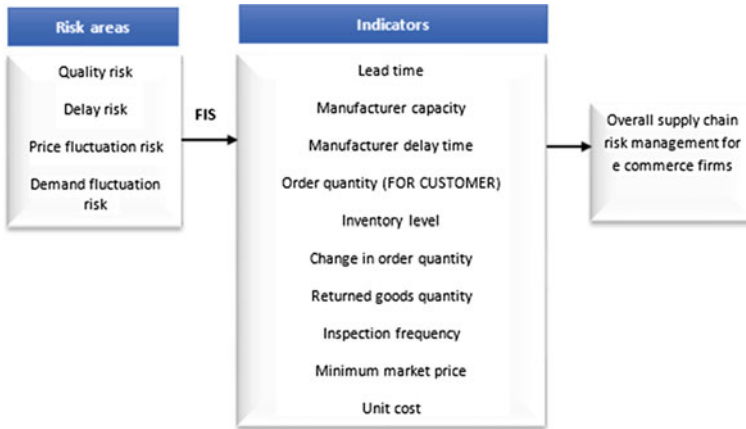 Risk areas
Quality risk
Delay risk
Price fluctuation risk
Demand fluctuation
risk
FIS
Indicators
Lead time
Manufacturer capacity
Manufacturer delay time
Order quantity (FOR CUSTOMER)
Inventory level
Change in order quantity
Returned goods quantity
Inspection frequency
Minimum market price
Unit cost
Overall supply chain
risk management for
e commerce firms